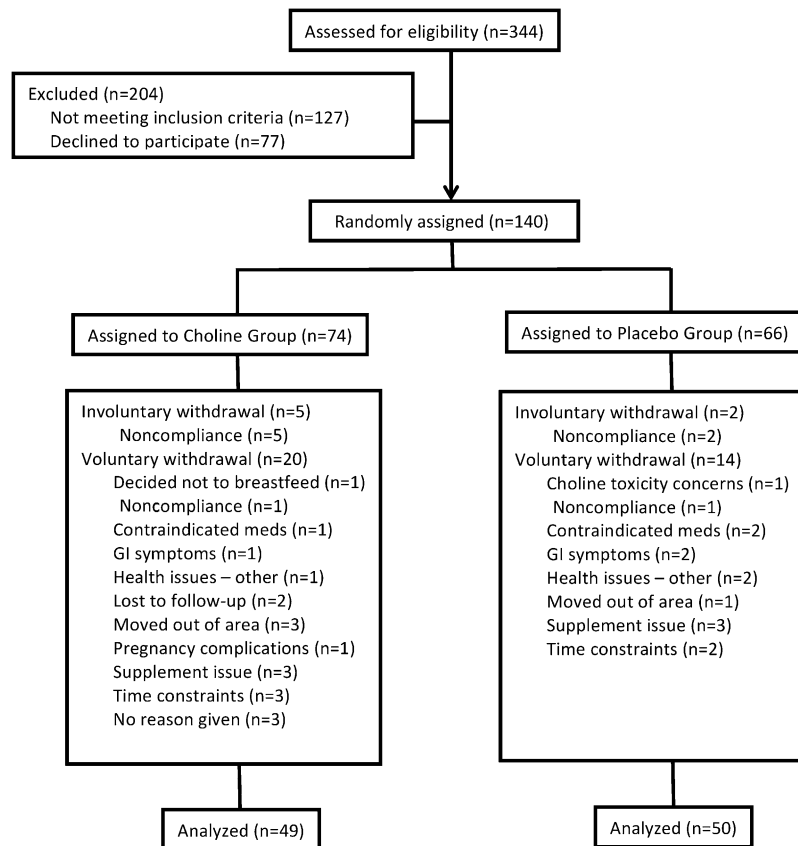 Assessed for eligibility (n=344)
Excluded (n=204)
Not meeting inclusion criteria (n=127)
Declined to participate (n=77)
Randomly assigned (n=140)
Assigned to Choline Group (n=74)
Assigned to Placebo Group (n=66)
Involuntary withdrawal (n=5)
Noncompliance (n=5)
Voluntary withdrawal (n=20)
Decided not to breastfeed (n=1)
Noncompliance (n=1)
Contraindicated meds (n=1)
GI symptoms (n=1)
Health issues – other (n=1)
Lost to follow-up (n=2)
Moved out of area (n=3)
Pregnancy complications (n=1)
Supplement issue (n=3)
Time constraints (n=3)
No reason given (n=3)
Involuntary withdrawal (n=2)
Noncompliance (n=2)
Voluntary withdrawal (n=14)
Choline toxicity concerns (n=1)
Noncompliance (n=1)
Contraindicated meds (n=2)
GI symptoms (n=2)
Health issues – other (n=2)
Moved out of area (n=1)
Supplement issue (n=3)
Time constraints (n=2)
Analyzed (n=49)
Analyzed (n=50)